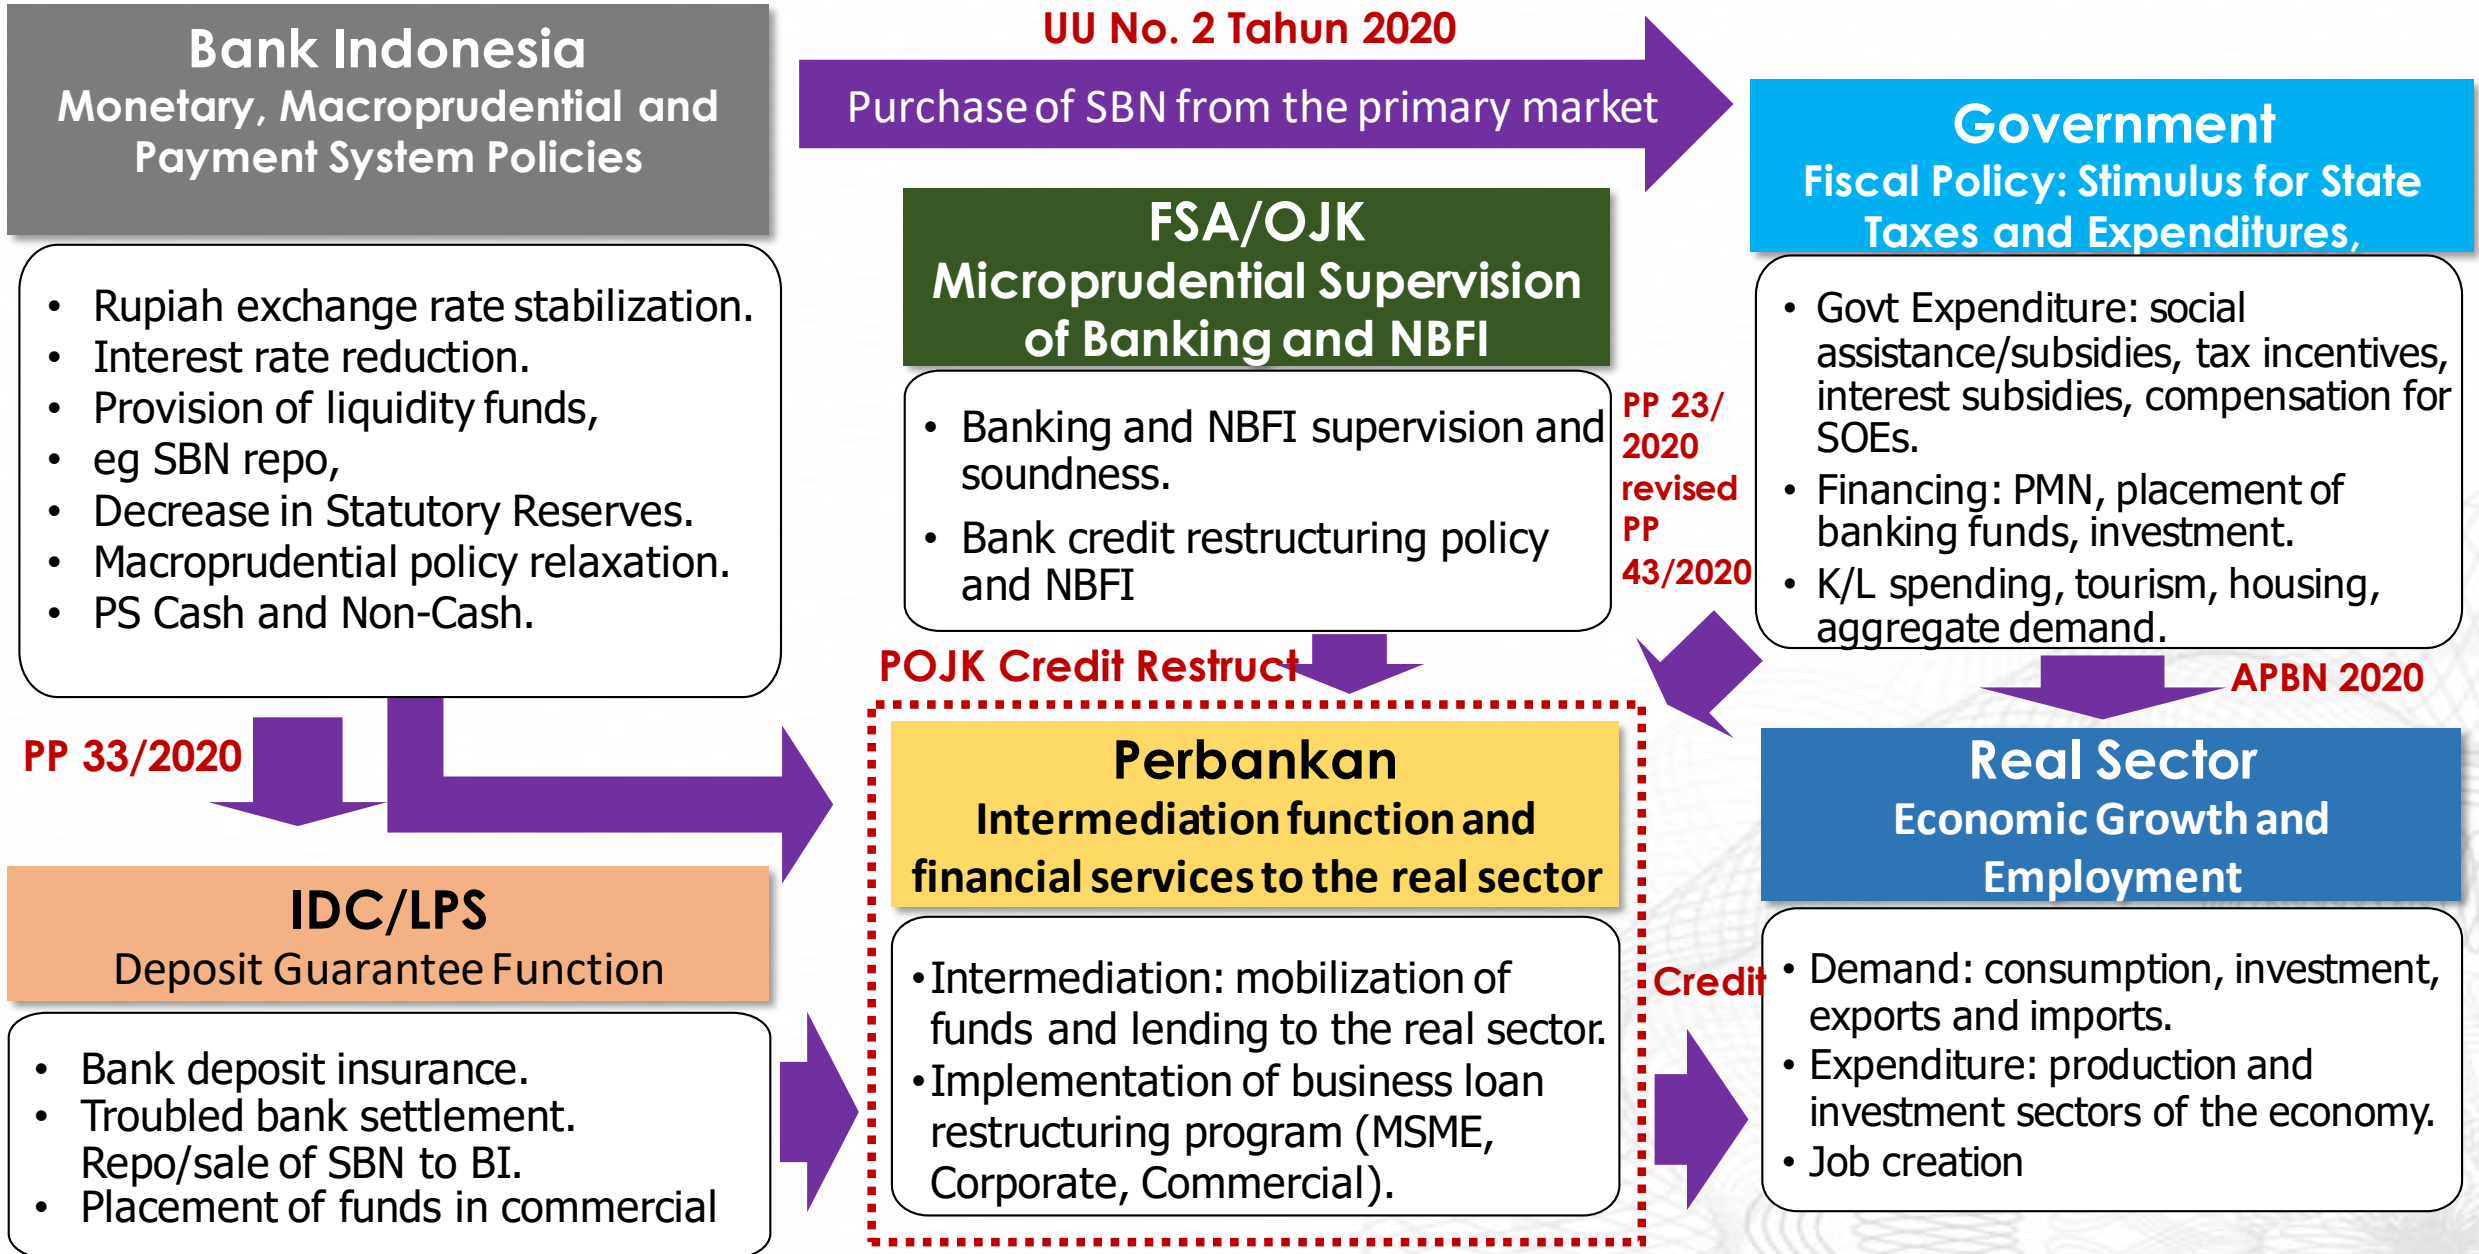 Bank Indonesia
Monetary, Macroprudential and
Payment System Policies
• Rupiah exchange rate stabilization.
• Interest rate reduction.
• Provision of liquidity funds,
• eg SBN repo,
• Decrease in Statutory Reserves.
• Macroprudential policy relaxation.
• PS Cash and Non-Cash.
UU No. 2 Tahun 2020
Purchase of SBN from the primary market
FSA/OJK
Microprudential Supervision
of Banking and NBFI
• Banking and NBFI supervision and
soundness.
• Bank credit restructuring policy
and NBFI
PP 23/
2020
revised
PP
43/2020
Government
Fiscal Policy: Stimulus for State
Taxes and Expenditures,
• Govt Expenditure: social
assistance/subsidies, tax incentives,
interest subsidies, compensation for
SOEs.
• Financing: PMN, placement of
banking funds, investment.
• K/L spending, tourism, housing,
aggregate demand.
POJK Credit Restruct
APBN 2020
PP 33/2020
IDC/LPS
Deposit Guarantee Function
• Bank deposit insurance.
• Troubled bank settlement.
Repo/sale of SBN to BI.
• Placement of funds in commercial
Perbankan
Intermediation function and
financial services to the real sector
• Intermediation: mobilization of
funds and lending to the real sector.
• Implementation of business loan
restructuring program (MSME,
Corporate, Commercial).
Credit
Real Sector
Economic Growth and
Employment
• Demand: consumption, investment,
exports and imports.
• Expenditure: production and
investment sectors of the economy.
• Job creation